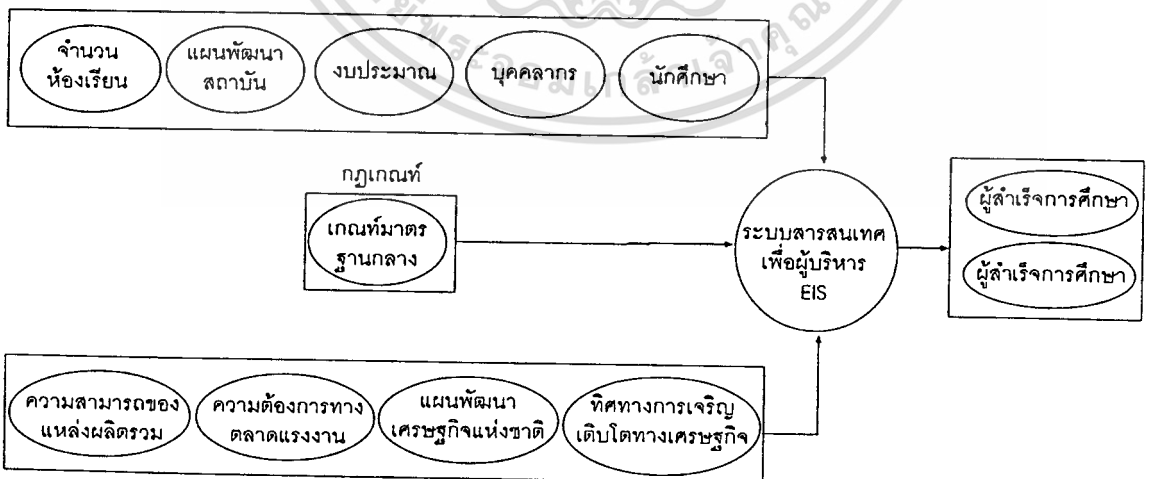 จำนวน
ห้องเรียน
แผนพัฒนา
สถาบัน
งบประมาณ
บุคคลากร
นักศึกษา
กฎเกณท์
เกณท์มาตร
ฐานกลาง
ระบบสารสนเทศ
เพื่อผู้บริหาร
EIS
ผู้สำเร็จการศึกษา
ผู้สำเร็จการศึกษา
ความสามารถของ
แหล่งผลิตรวม
ความต้องการทาง
ตลาดแรงงาน
แผนพัฒนา
เศรษฐกิจแห่งชาติ
ทิศทางการเจริญ
เติบโตทางเศรษฐกิจ